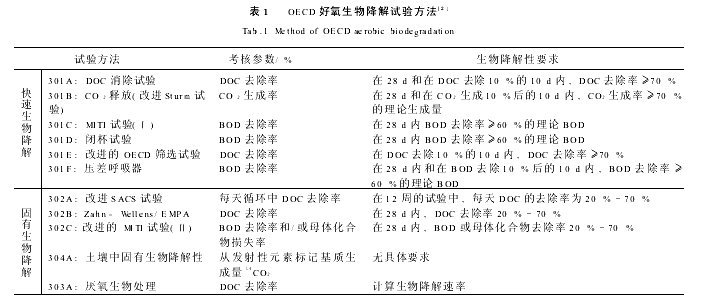 表 1 OECD 好氧生物降解试验方法[2]
Tab.1 Method of OECD aerobic biodegradation
试验方法 考核参数/ % 生物降解性要求
快速生物降解
301A: DOC 消除试验 DOC 去除率 在 28 d 和在 DOC 去除 10 %的 10 d 内, DOC 去除率⩾70 %
301B: CO2 释放( 改进 Sturm 试 CO2 生成率 在 28 d 和在 CO2 生成 10 %后的 10 d 内, CO2 生成率⩾70 %
验) 的理论生成量
301C: MITI 试验(Ⅰ) BOD 去除率 在 28 d 内 BOD 去除率⩾60 %的理论 BOD
301D: 闭杯试验 BOD 去除率 在 28 d 内 BOD 去除率⩾60 %的理论 BOD
301E: 改进的 OECD 筛选试验 DOC 去除率 在 DOC 去除 10 %的 10 d 内, DOC 去除率⩾70 %
301F: 压差呼吸器 BOD 去除率 在 28 d 内和在 BOD 去除 10 %后的 10 d 内, BOD 去除率⩾
60 %的理论 BOD
固有生物降解
302A: 改进 SACS 试验 每天循环中 DOC 去除率 在 12 周的试验中, 每天 DOC 的去除率为 20 % - 70 %
302B: Zahn- Wellens/ EMPA DOC 去除率 在 28 d 内, DOC 去除率 20 % - 70 %
302C: 改进的 MITI 试验(Ⅱ) BOD 去除率和/ 或母体化合 在 28 d 内, BOD 或母体化合物去除率 20 % - 70 %
物损失率
304A: 土壤中固有生物降解性 从发射性元素标记基质生 无具体要求
成量14CO2
303A: 厌氧生物处理 DOC 去除率 计算生物降解速率